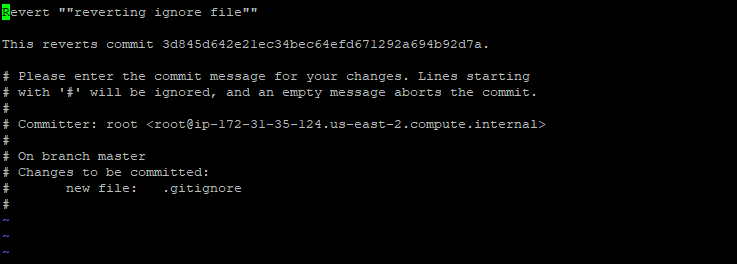 Revert ""reverting ignore file""
This reverts commit 3d845d642e21ec34bec64efd671292a694b92d7a.
# Please enter the commit message for your changes. Lines starting
# with '#' will be ignored, and an empty message aborts the commit.
#
# Committer: root <root@ip-172-31-35-124.us-east-2.compute.internal>
#
# On branch master
# Changes to be committed:
#       new file:   .gitignore
#
~
~
~